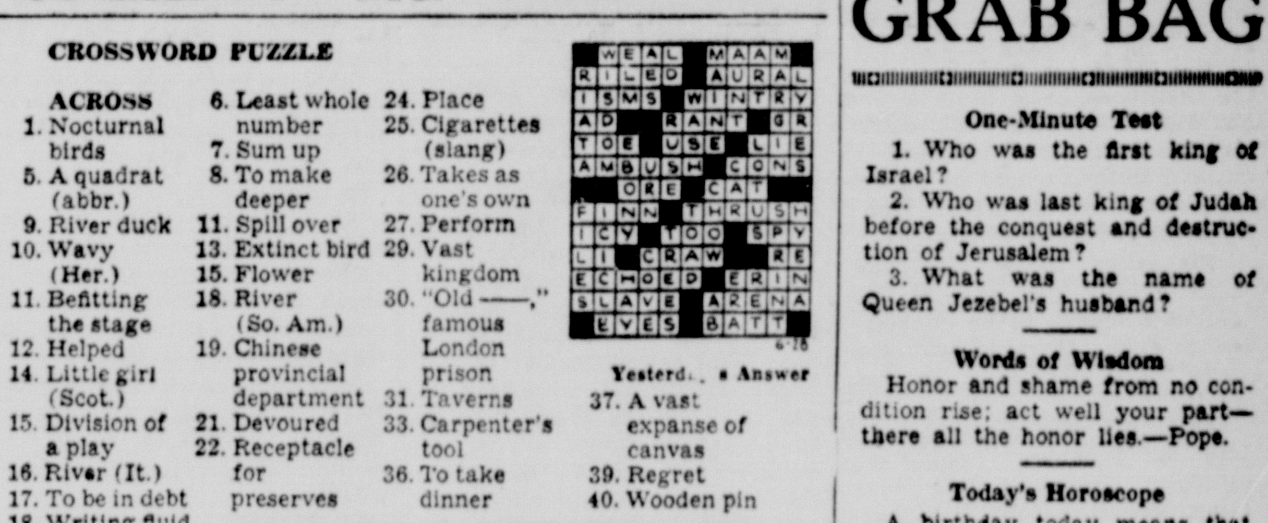 CROSSWORD PUZZLE
ACROSS
1. Nocturnal
birds
5. A quadrat
(abbr.)
9. River duck
10. Wavy
(Her.)
11. Befitting
the stage
12. Helped
14. Little girl
(Scot.)
15. Division of
a play
16. River (It.)
17. To be in debt
18. Writing fluid
6. Least whole
number
7. Sum up
8. To make
deeper
11. Spill over
13. Extinct bird
15. Flower
18. River
(So. Am.)
19. Chinese
provincial
department
21. Devoured
22. Receptacle
for
preserves
24. Place
25. Cigarettes
(slang)
26. Takes as
one's own
27. Perform
29. Vast
kingdom
30. "Old ——,"
famous
London
prison
31. Taverns
33. Carpenter's
tool
36. To take
dinner
WEAL MAAM
RILED AURAL
ISMS WINTRY
AD RANT GR
TOE USE LIE
AMBUSH CONS
ORE CAT
FINN THRUSH
ICY TOO SPY
LI CRAW RE
ECHOED ERIN
SLAVE ARENA
EVES BATT
Answer
37. A vast
expanse of
canvas
39. Regret
40. Wooden pin
GRAB BAG
One-Minute Test
1. Who was the first king of
Israel?
2. Who was last king of Judah
before the conquest and destruc-
tion of Jerusalem?
3. What was the name of
Queen Jezebel's husband?
Words of Wisdom
Honor and shame from no con-
dition rise; act well your part—
there all the honor lies.—Pope.
Today's Horoscope
A birthday today means that